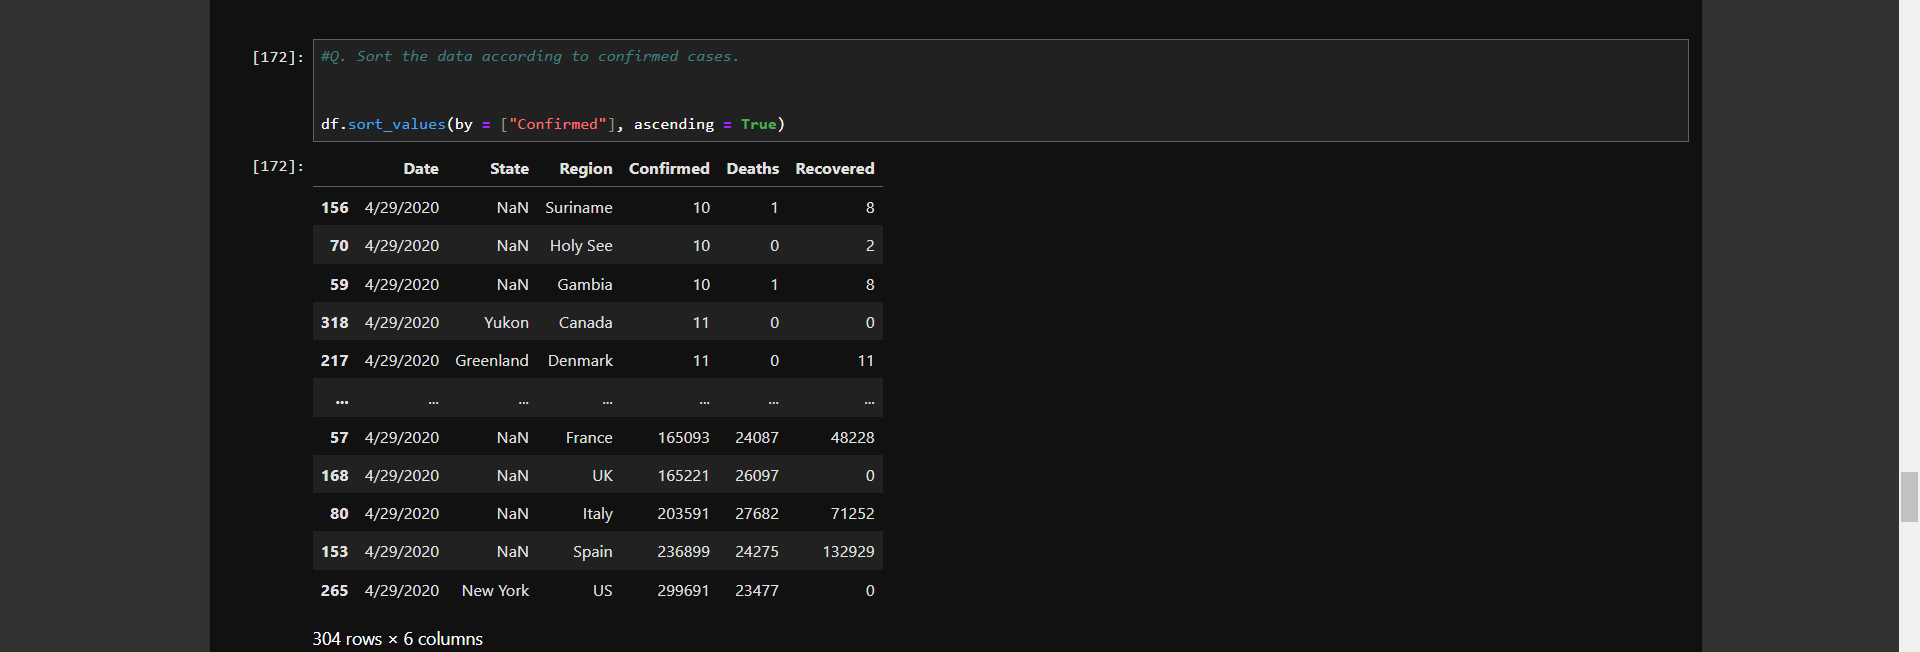 [172]: #Q. Sort the data according to confirmed cases.
df.sort_values(by = ["Confirmed"], ascending = True)
[172]: Date State Region Confirmed Deaths Recovered
156 4/29/2020 NaN Suriname 10 1 8
70 4/29/2020 NaN Holy See 10 0 2
59 4/29/2020 NaN Gambia 10 1 8
318 4/29/2020 Yukon Canada 11 0 0
217 4/29/2020 Greenland Denmark 11 0 11
... ... ... ... ... ... ...
57 4/29/2020 NaN France 165093 24087 48228
168 4/29/2020 NaN UK 165221 26097 0
80 4/29/2020 NaN Italy 203591 27682 71252
153 4/29/2020 NaN Spain 236899 24275 132929
265 4/29/2020 New York US 299691 23477 0
304 rows × 6 columns